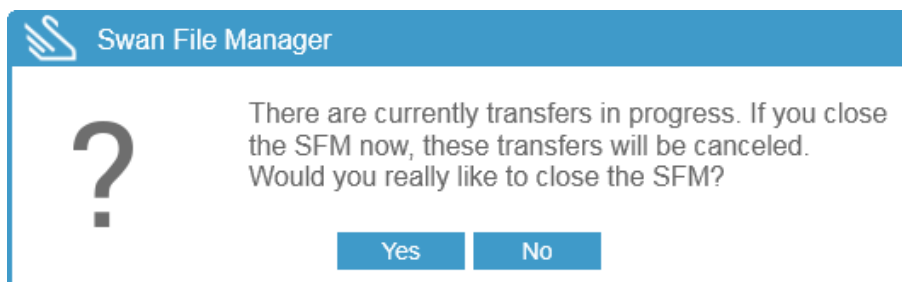 Swan File Manager
?
There are currently transfers in progress. If you close
the SFM now, these transfers will be canceled.
Would you really like to close the SFM?
Yes No